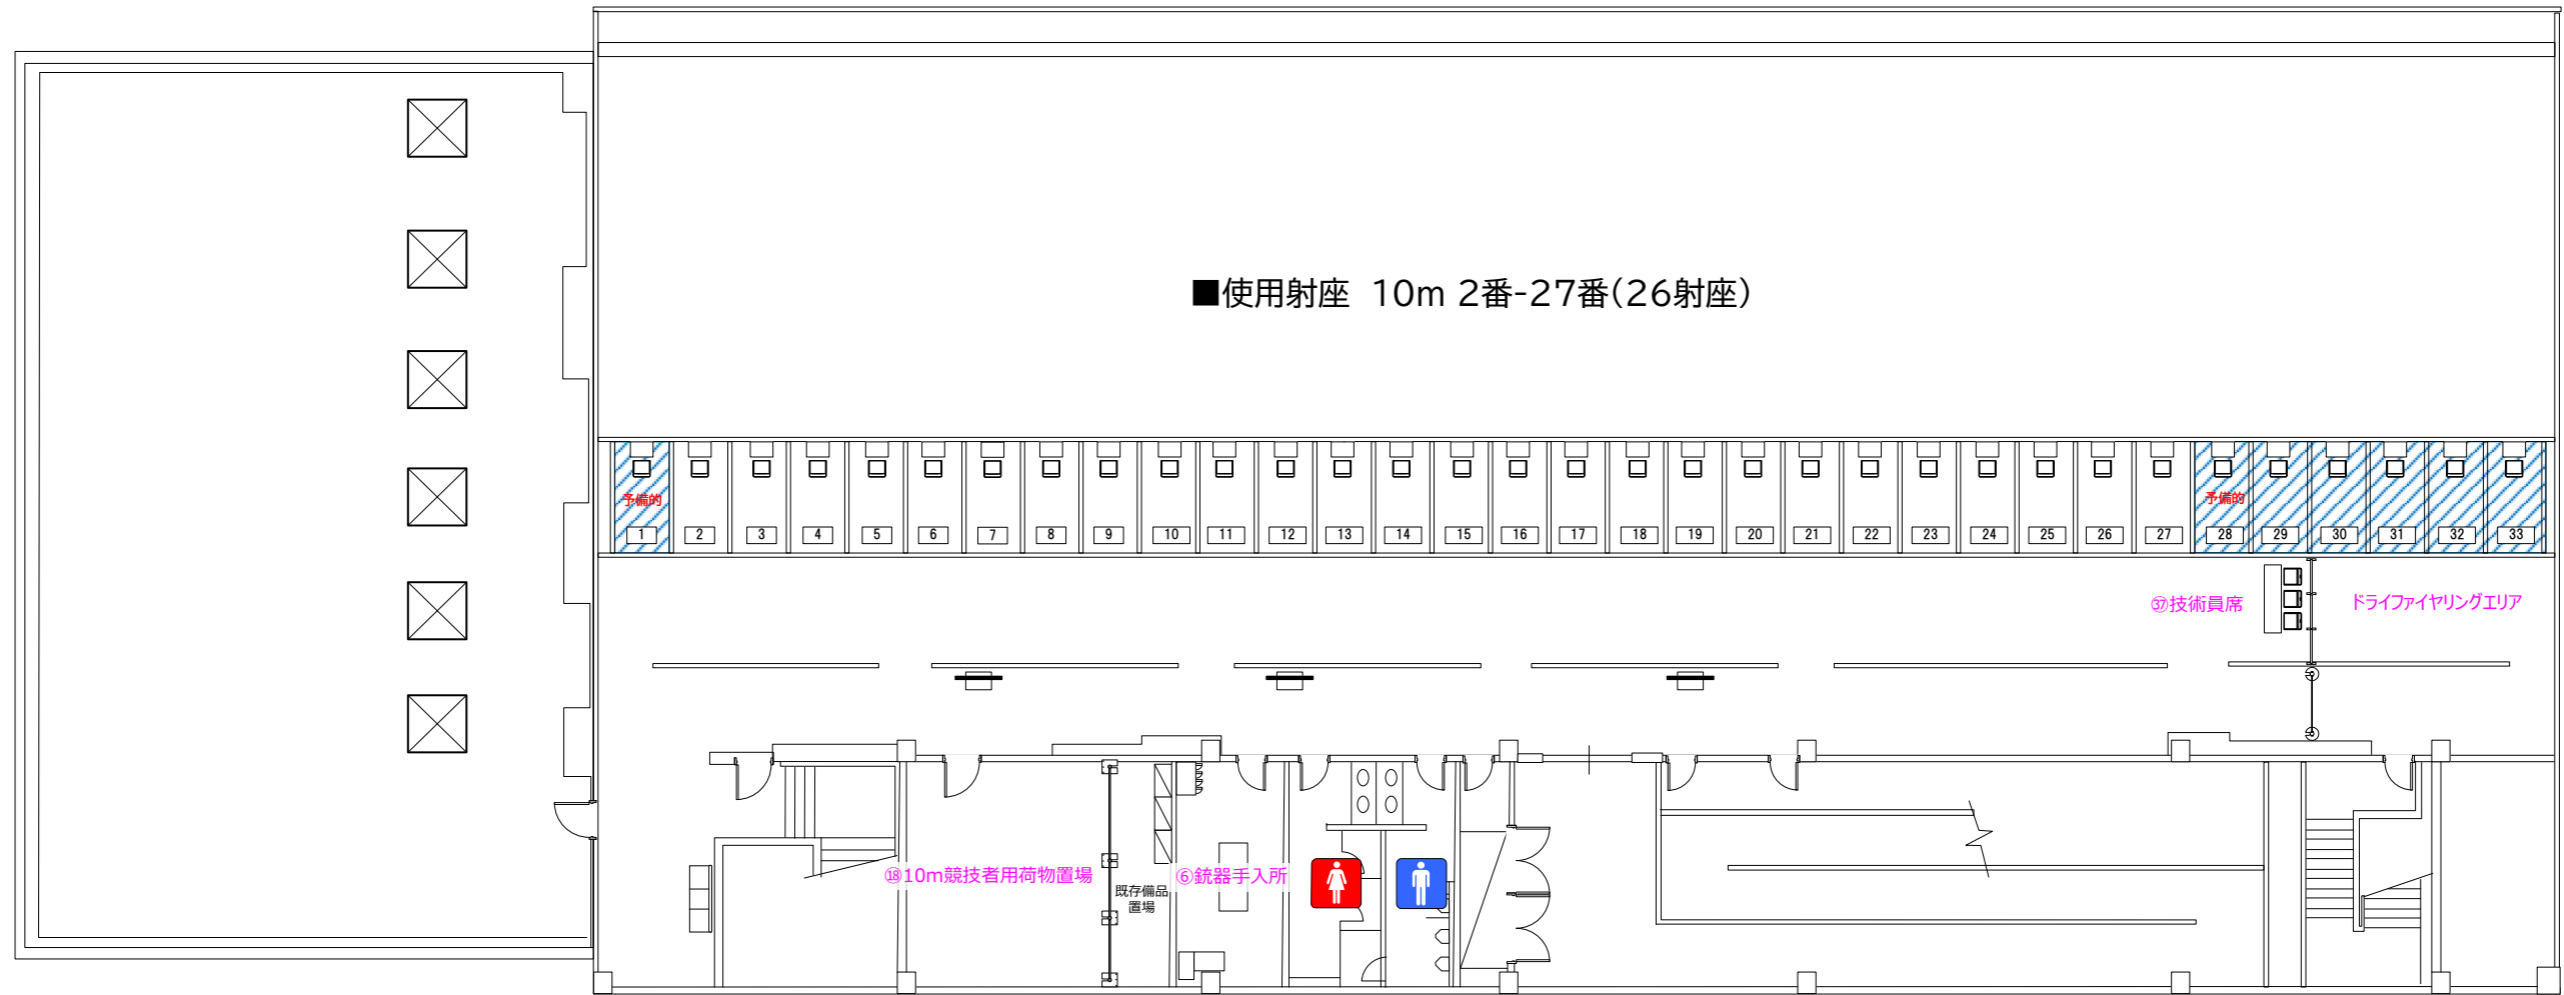 ■使用射座 10m 2番-27番(26射座)
予備的
予備的
1 2 3 4 5 6 7 8 9 10 11 12 13 14 15 16 17 18 19 20 21 22 23 24 25 26 27 28 29 30 31 32 33
㊲技術員席
ドライファイヤリングエリア
⑱10m競技者用荷物置場
既存備品
置場
⑥銃器手入所